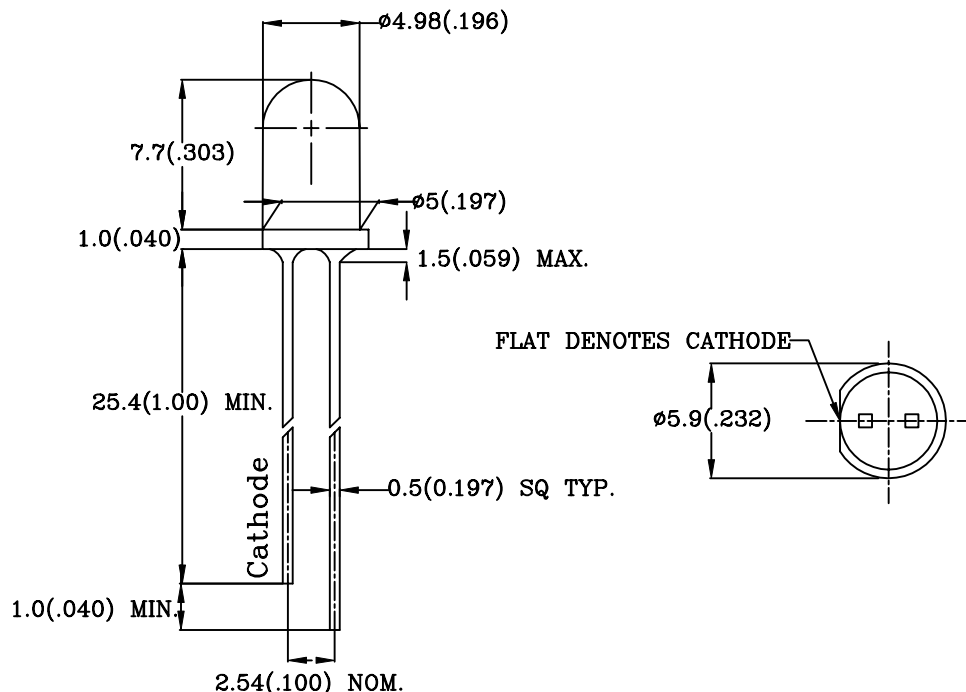 ø4.98(.196)
7.7(.303)
ø5(.197)
1.0(.040)
1.5(.059) MAX.
FLAT DENOTES CATHODE
25.4(1.00) MIN.
ø5.9(.232)
Cathode
0.5(0.197) SQ TYP.
1.0(.040) MIN.
2.54(.100) NOM.